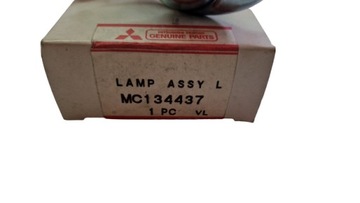 GENUINE PARTS
LAMP ASSY L
MC134437
1 PC VL